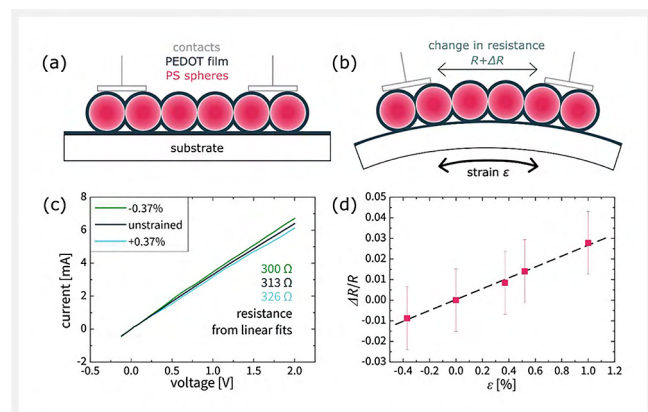 (a)
contacts
PEDOT film
PS spheres
substrate
(b)
change in resistance
R+ΔR
strain ε
(c)
-0.37%
unstrained
+0.37%
300 Ω
313 Ω
326 Ω
resistance
from linear fits
current [mA]
8
6
4
2
0
-2
-0.5
0.0
0.5
1.0
1.5
2.0
voltage [V]
(d)
ΔR/R
0.05
0.04
0.03
0.02
0.01
0.00
-0.01
-0.02
-0.03
-0.4
-0.2
0.0
0.2
0.4
0.6
0.8
1.0
1.2
ε [%]